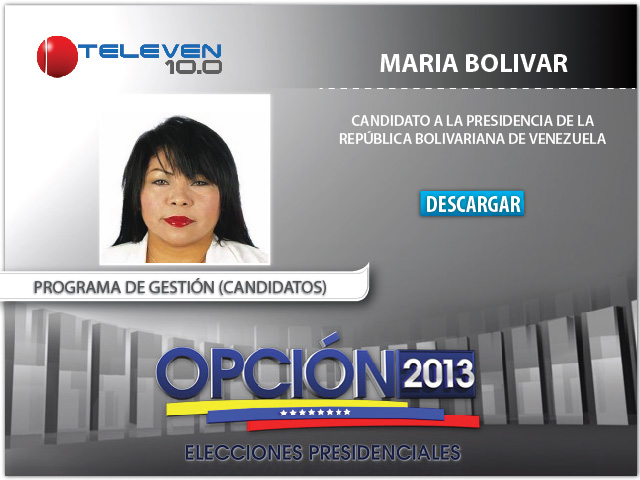 TELEVEN
10.0
MARIA BOLIVAR
CANDIDATO A LA PRESIDENCIA DE LA
REPÚBLICA BOLIVARIANA DE VENEZUELA
DESCARGAR
PROGRAMA DE GESTIÓN (CANDIDATOS)
OPCIÓN 2013
ELECCIONES PRESIDENCIALES